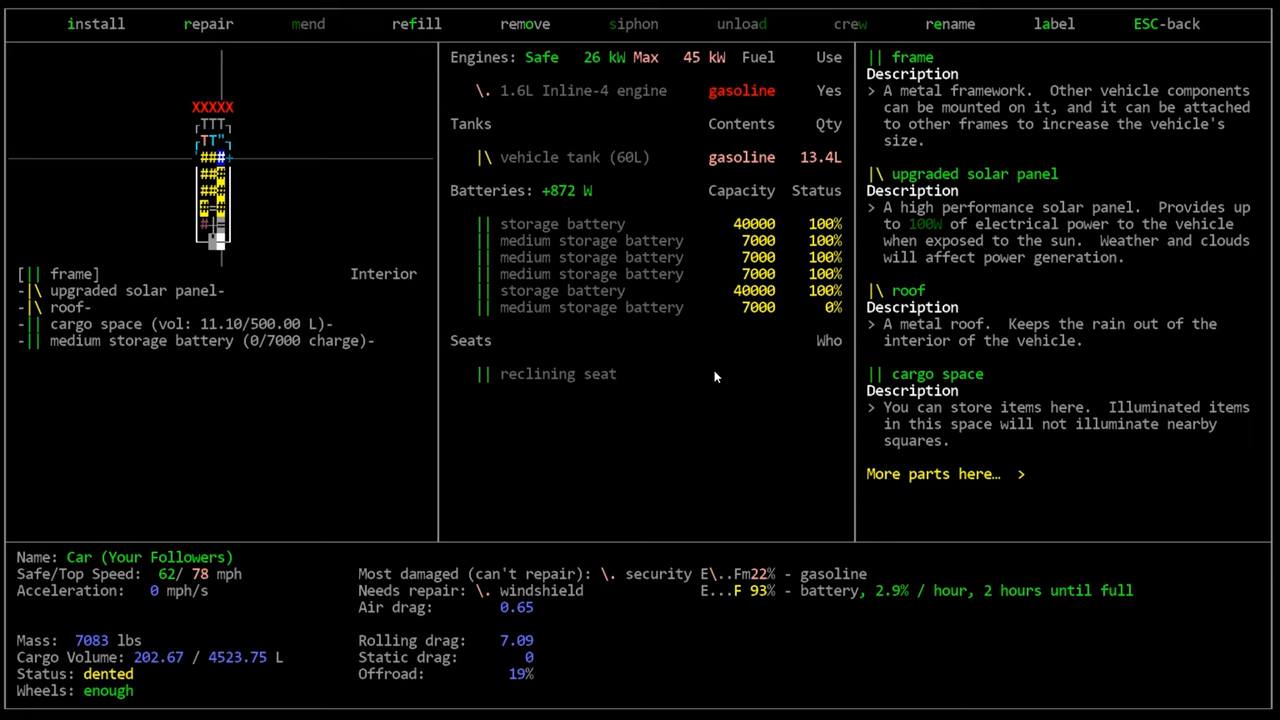 install repair mend refill remove siphon unload crew rename label ESC-back
XXXXX
TTT
TT"
###+
###
###
#
[|| frame] Interior
-|\ upgraded solar panel-
-|\ roof-
-|| cargo space (vol: 11.10/500.00 L)-
-|| medium storage battery (0/7000 charge)-
Engines: Safe 26 kW Max 45 kW Fuel Use
\. 1.6L Inline-4 engine gasoline Yes
Tanks Contents Qty
|\ vehicle tank (60L) gasoline 13.4L
Batteries: +872 W Capacity Status
|| storage battery 40000 100%
|| medium storage battery 7000 100%
|| medium storage battery 7000 100%
|| medium storage battery 7000 100%
|| storage battery 40000 100%
|| medium storage battery 7000 0%
Seats Who
|| reclining seat
|| frame
Description
> A metal framework. Other vehicle components
can be mounted on it, and it can be attached
to other frames to increase the vehicle's
size.
|\ upgraded solar panel
Description
> A high performance solar panel. Provides up
to 100W of electrical power to the vehicle
when exposed to the sun. Weather and clouds
will affect power generation.
|\ roof
Description
> A metal roof. Keeps the rain out of the
interior of the vehicle.
|| cargo space
Description
> You can store items here. Illuminated items
in this space will not illuminate nearby
squares.
More parts here… >
Name: Car (Your Followers)
Safe/Top Speed: 62/ 78 mph
Acceleration: 0 mph/s
Mass: 7083 lbs
Cargo Volume: 202.67 / 4523.75 L
Status: dented
Wheels: enough
Most damaged (can't repair): \. security
Needs repair: \. windshield
Air drag: 0.65
Rolling drag: 7.09
Static drag: 0
Offroad: 19%
E\..Fm22% - gasoline
E...F 93% - battery, 2.9% / hour, 2 hours until full